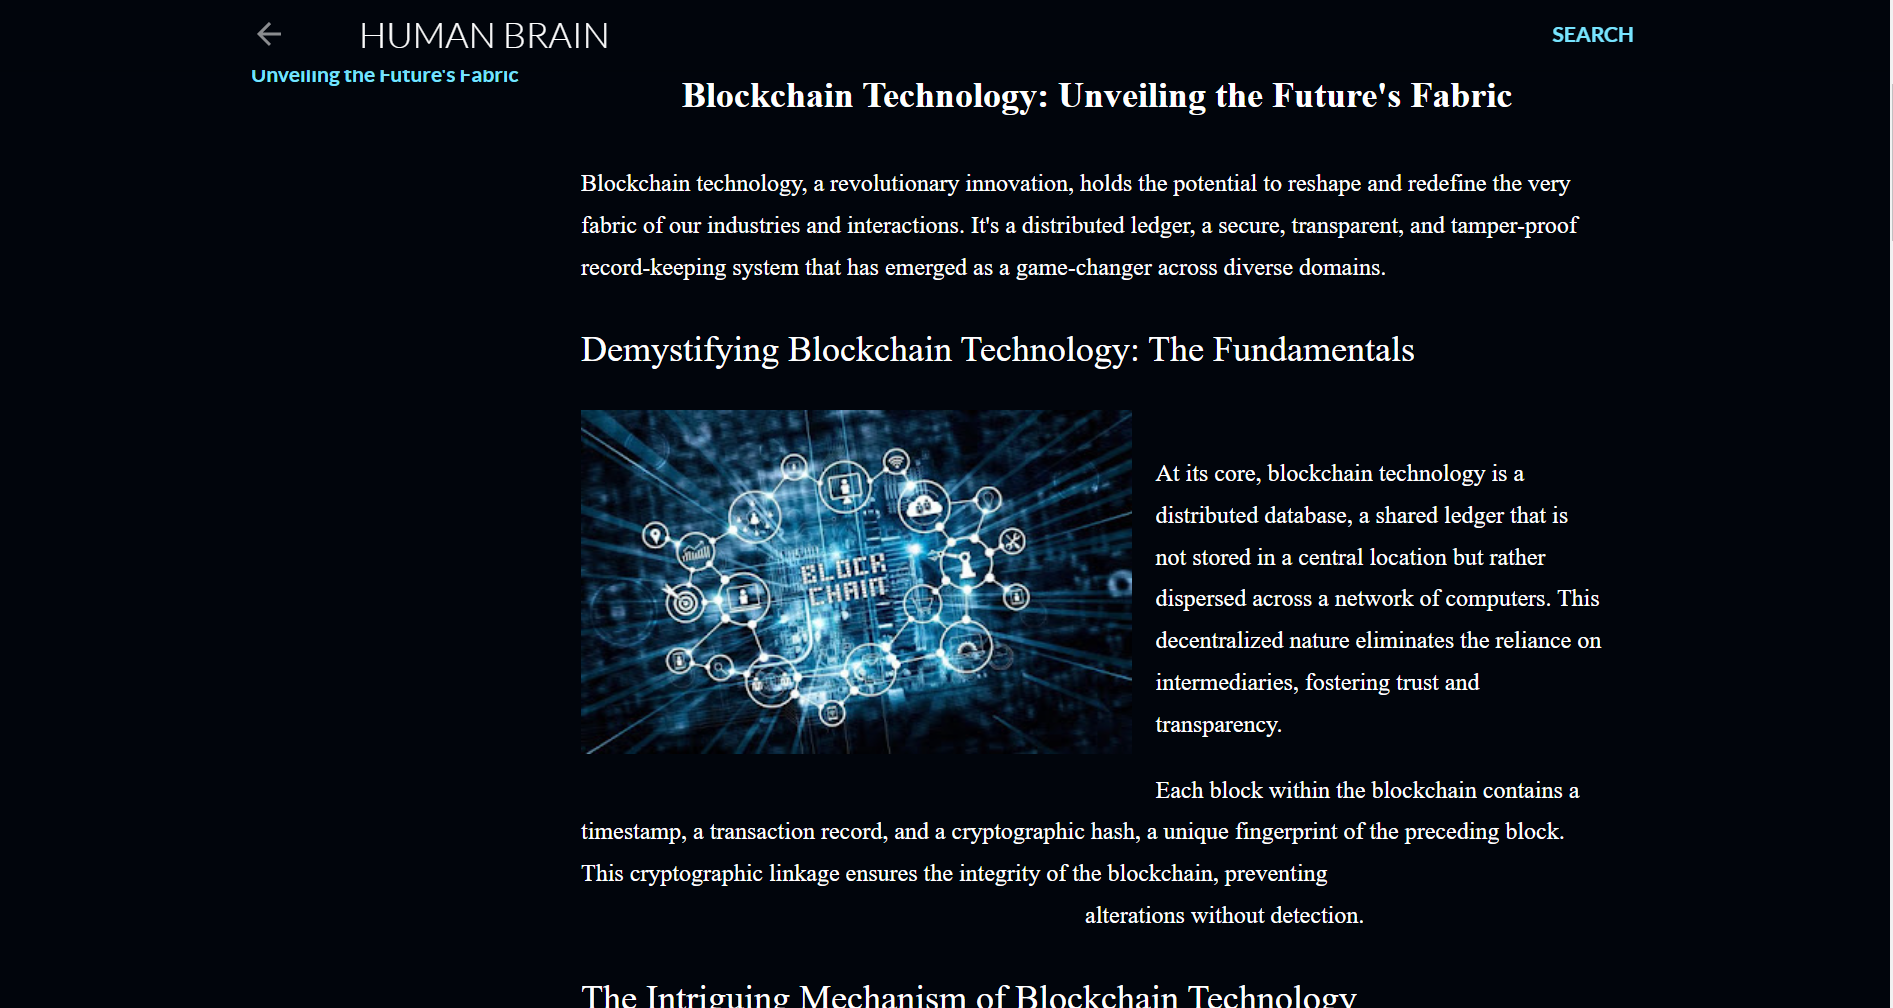 HUMAN BRAIN
SEARCH
Unveiling the Future's Fabric
Blockchain Technology: Unveiling the Future's Fabric
Blockchain technology, a revolutionary innovation, holds the potential to reshape and redefine the very
fabric of our industries and interactions. It's a distributed ledger, a secure, transparent, and tamper-proof
record-keeping system that has emerged as a game-changer across diverse domains.
Demystifying Blockchain Technology: The Fundamentals
BLOCK
CHAIN
At its core, blockchain technology is a
distributed database, a shared ledger that is
not stored in a central location but rather
dispersed across a network of computers. This
decentralized nature eliminates the reliance on
intermediaries, fostering trust and
transparency.
Each block within the blockchain contains a
timestamp, a transaction record, and a cryptographic hash, a unique fingerprint of the preceding block.
This cryptographic linkage ensures the integrity of the blockchain, preventing
alterations without detection.
The Intriguing Mechanism of Blockchain Technology